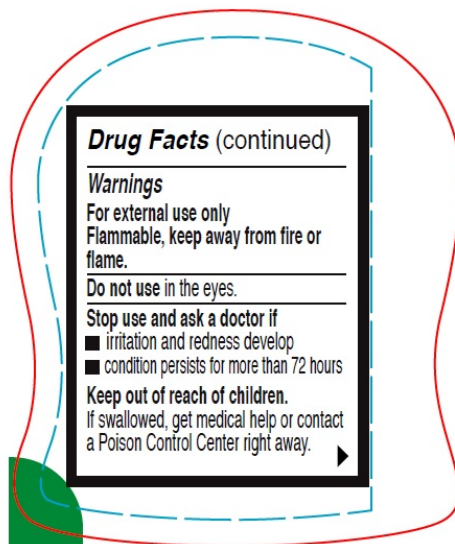 Drug Facts (continued)
Warnings
For external use only
Flammable, keep away from fire or
flame.
Do not use in the eyes.
Stop use and ask a doctor if
■ irritation and redness develop
■ condition persists for more than 72 hours
Keep out of reach of children.
If swallowed, get medical help or contact
a Poison Control Center right away.